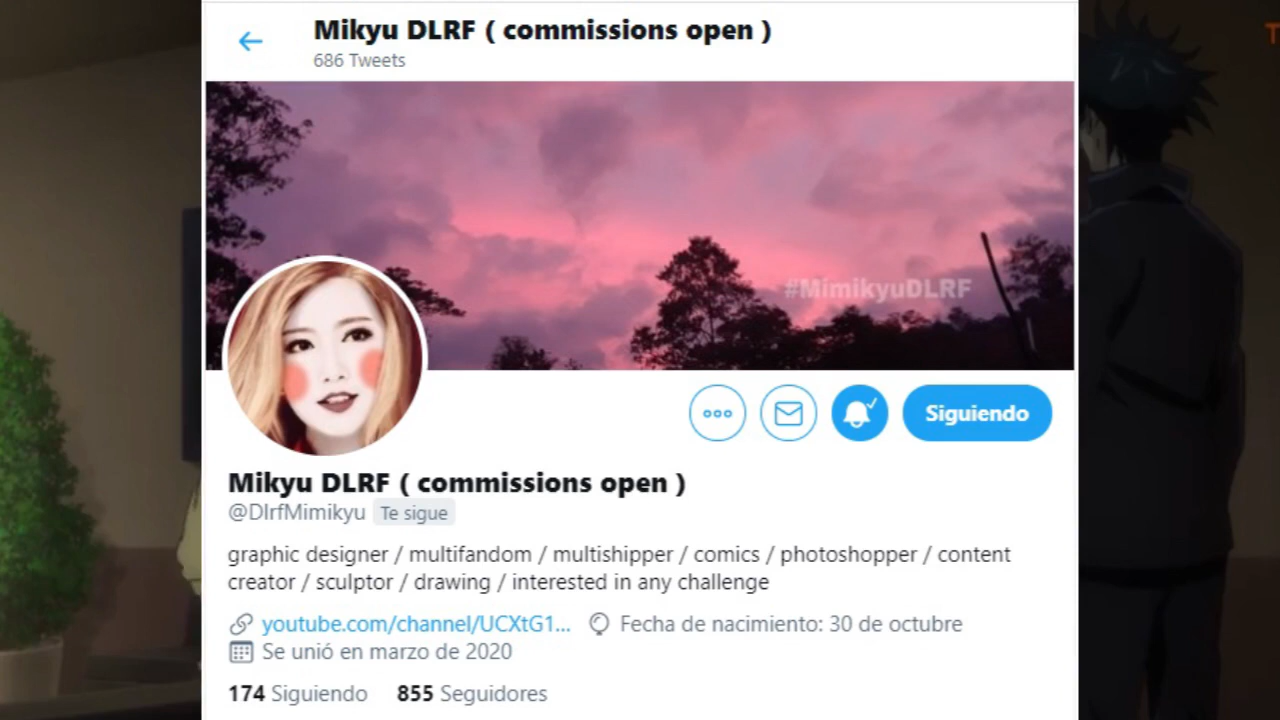 Mikyu DLRF ( commissions open )
686 Tweets
#MimikyuDLRF
Siguiendo
Mikyu DLRF ( commissions open )
@DlrfMimikyu Te sigue
graphic designer / multifandom / multishipper / comics / photoshopper / content
creator / sculptor / drawing / interested in any challenge
youtube.com/channel/UCXtG1... Fecha de nacimiento: 30 de octubre
Se unió en marzo de 2020
174 Siguiendo 855 Seguidores